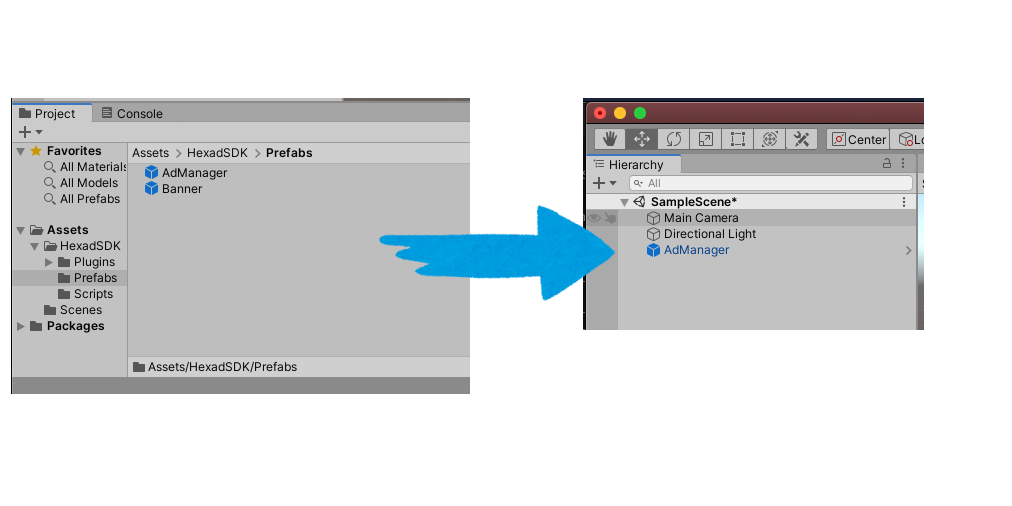 Project
Console
Favorites
All Materials
All Models
All Prefabs
Assets
HexadSDK
Plugins
Prefabs
Scripts
Scenes
Packages
Assets > HexadSDK > Prefabs
AdManager
Banner
Assets/HexadSDK/Prefabs
Center
Lo
Hierarchy
All
SampleScene*
Main Camera
Directional Light
AdManager